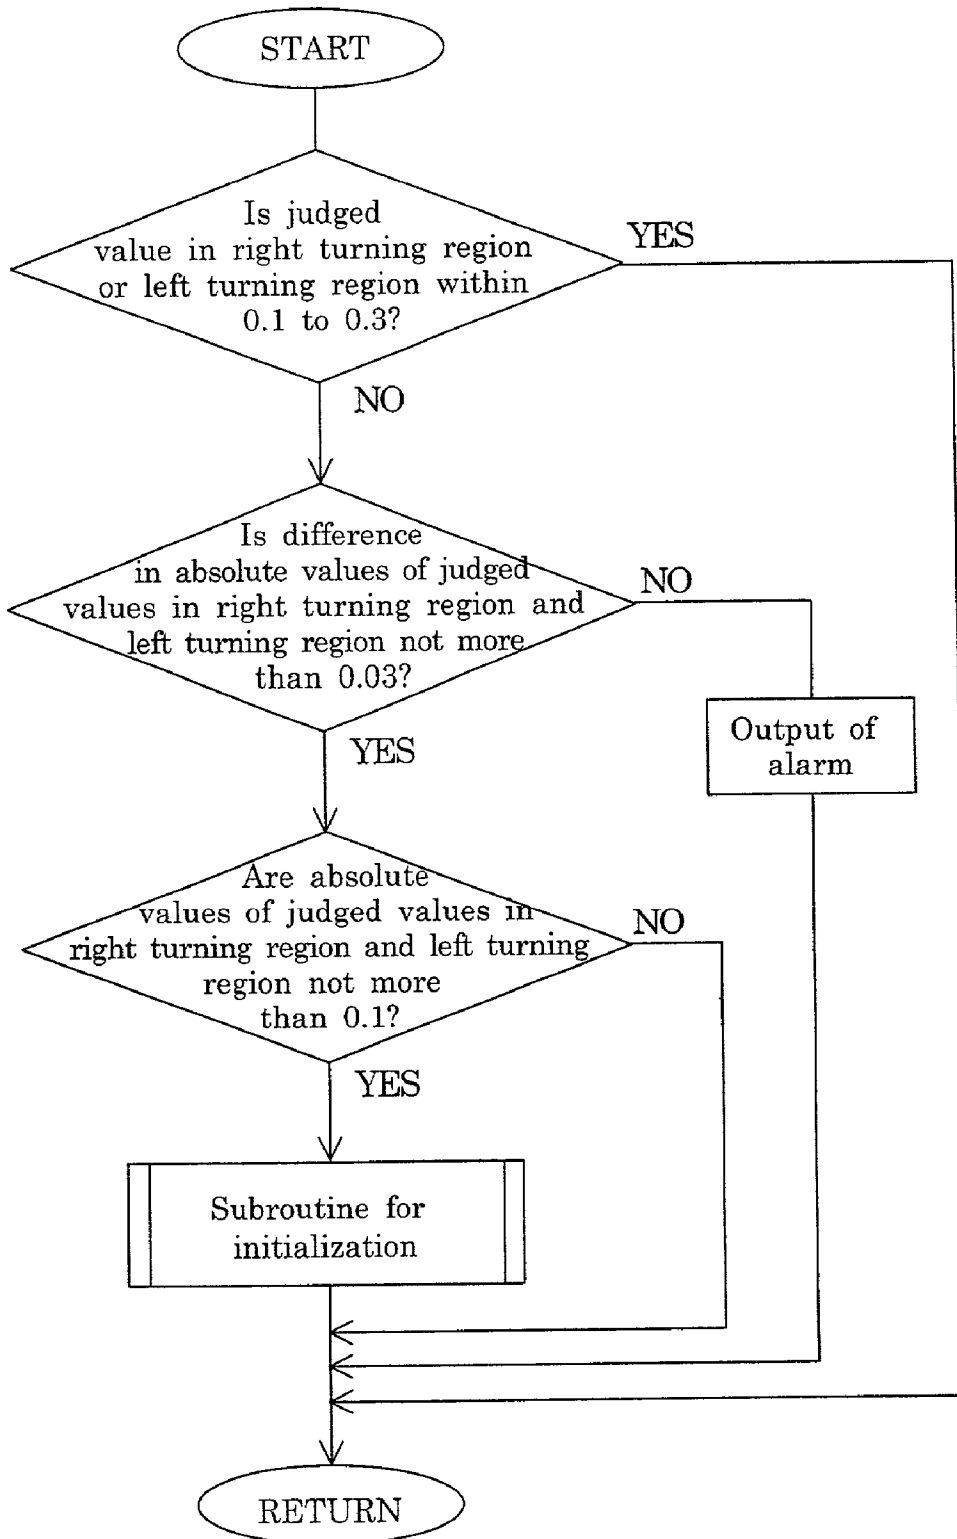 START
Is judged
value in right turning region
or left turning region within
0.1 to 0.3?
YES
NO
Is difference
in absolute values of judged
values in right turning region and
left turning region not more
than 0.03?
NO
YES
Output of
alarm
Are absolute
values of judged values in
right turning region and left turning
region not more
than 0.1?
NO
YES
Subroutine for
initialization
RETURN